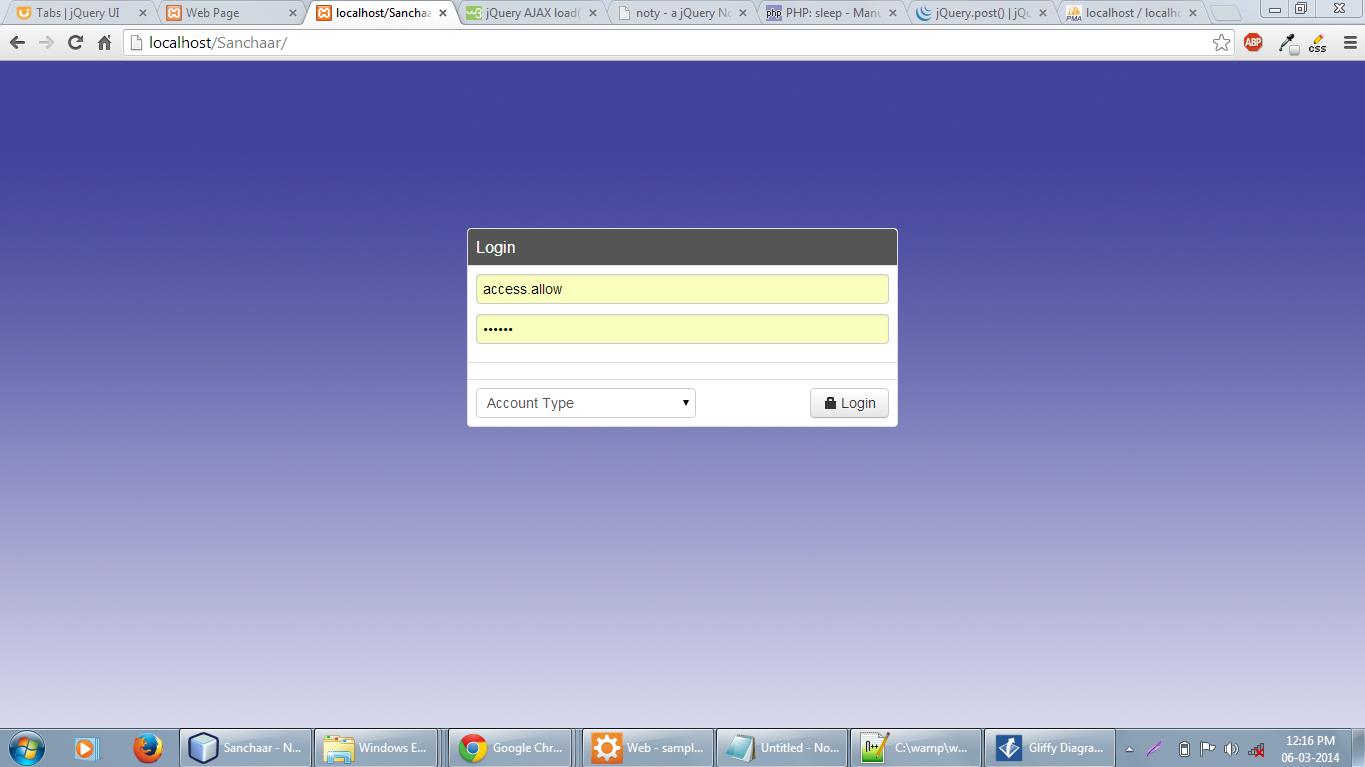 Tabs | jQuery UI
Web Page
localhost/Sanchaa
jQuery AJAX load(
noty - a jQuery No
PHP: sleep - Manu
jQuery.post() | jQu
localhost / localho
localhost/Sanchaar/
ABP
css
Login
access.allow
••••••
Account Type
Login
Sanchaar - N...
Windows E...
Google Chr...
Web - sampl...
Untitled - No...
C:\wamp\w...
Gliffy Diagra...
12:16 PM
06-03-2014